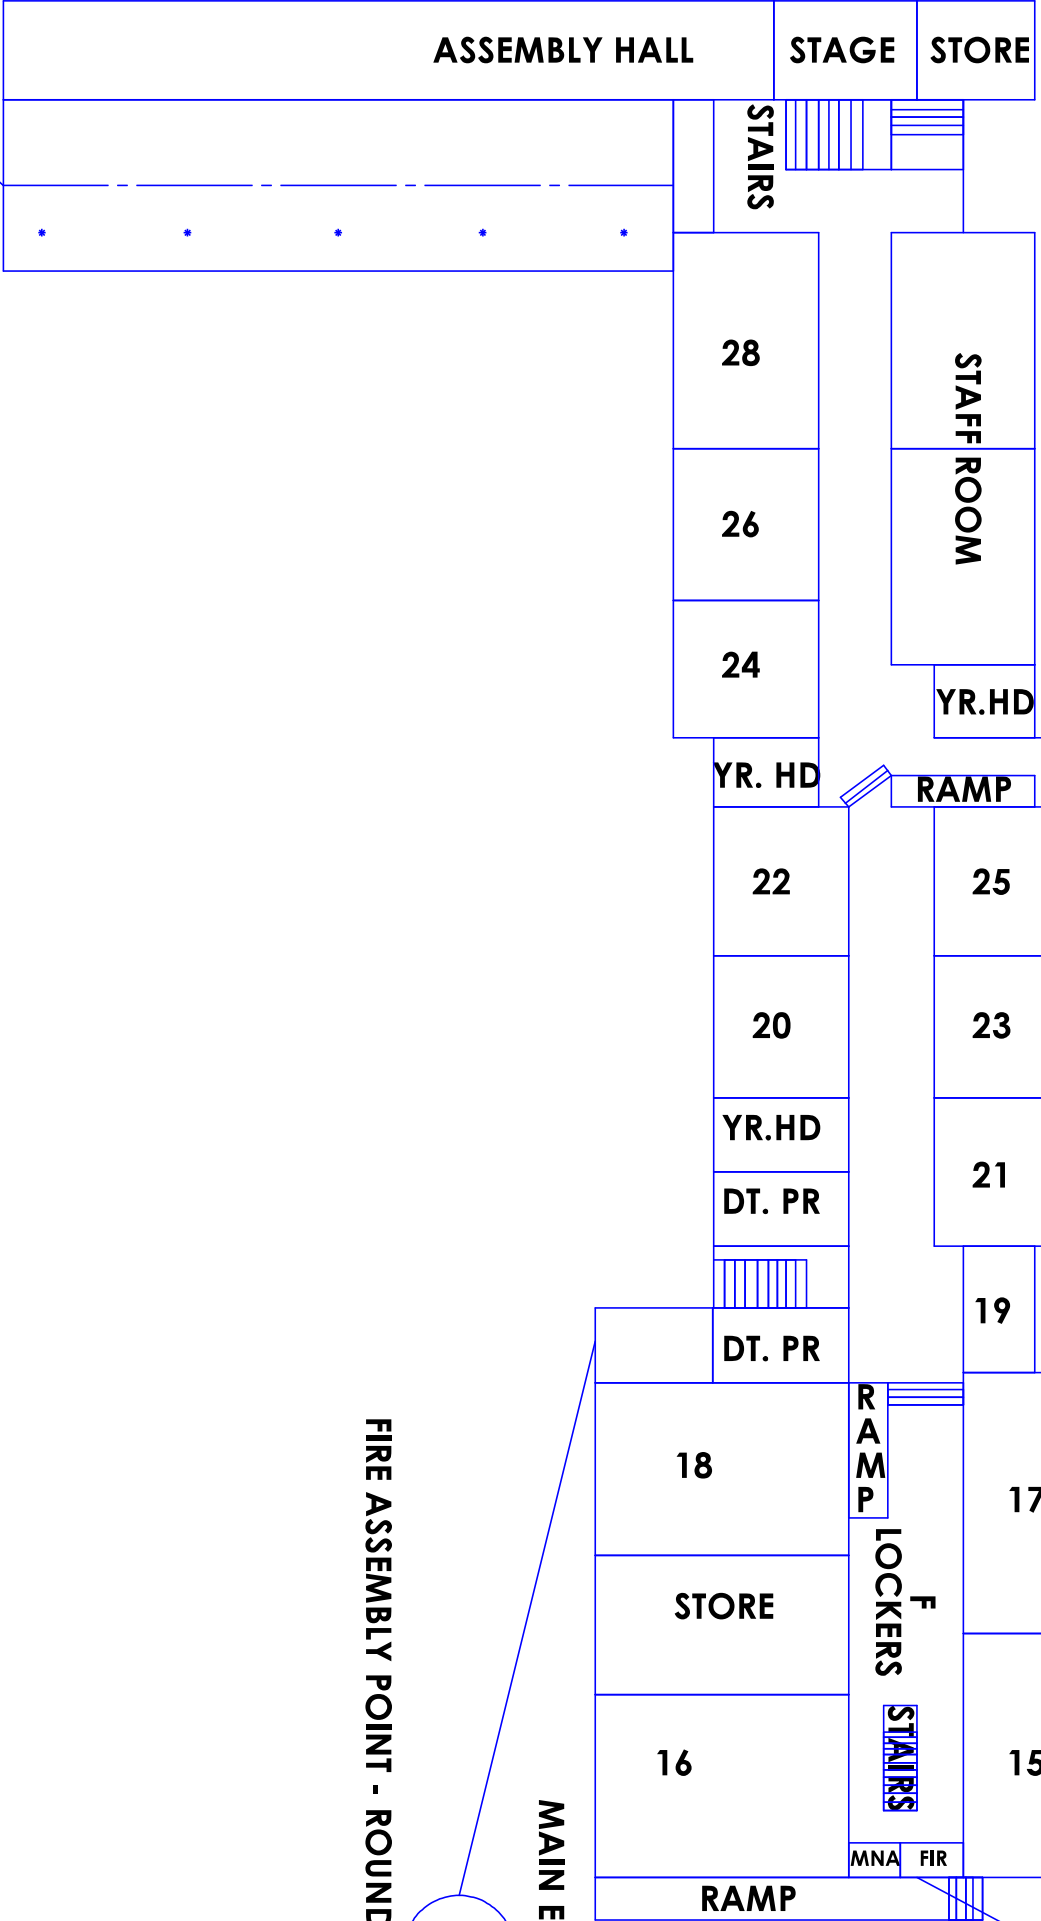 ASSEMBLY HALL
STAGE
STORE
STAIRS
28
STAFF ROOM
26
24
YR.HD
YR. HD
RAMP
22
25
20
23
YR.HD
21
DT. PR
19
DT. PR
RAMP
18
17
LOCKERS
F
STORE
STAIRS
16
15
FIRE ASSEMBLY POINT - ROUND
MAIN E
MNA
FIR
RAMP